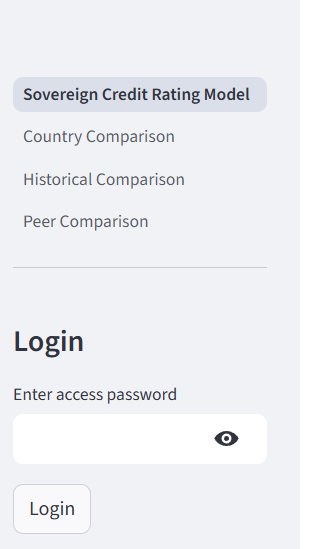 Sovereign Credit Rating Model
Country Comparison
Historical Comparison
Peer Comparison
Login
Enter access password
Login